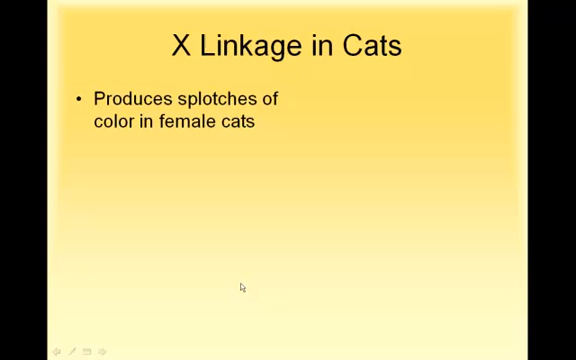 X Linkage in Cats
• Produces splotches of
color in female cats